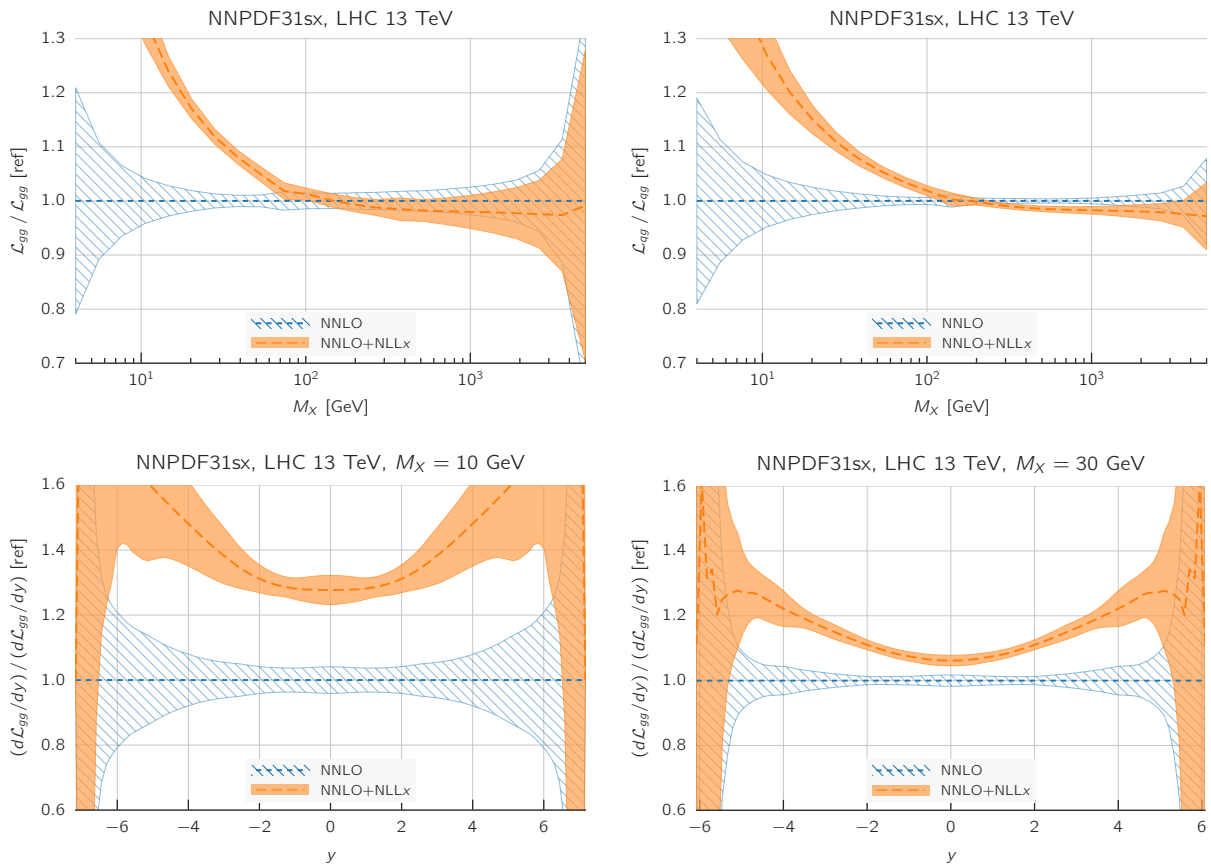 NNPDF31sx, LHC 13 TeV
1.3
1.2
1.1
1.0
0.9
0.8
0.7
ℒgg / ℒgg [ref]
NNLO
NNLO+NLLx
10¹
10²
10³
M_X [GeV]
NNPDF31sx, LHC 13 TeV
1.3
1.2
1.1
1.0
0.9
0.8
0.7
ℒqg / ℒqg [ref]
NNLO
NNLO+NLLx
10¹
10²
10³
M_X [GeV]
NNPDF31sx, LHC 13 TeV, M_X = 10 GeV
1.6
1.4
1.2
1.0
0.8
0.6
(dℒgg/dy) / (dℒgg/dy) [ref]
NNLO
NNLO+NLLx
−6
−4
−2
0
2
4
6
y
NNPDF31sx, LHC 13 TeV, M_X = 30 GeV
1.6
1.4
1.2
1.0
0.8
0.6
(dℒgg/dy) / (dℒgg/dy) [ref]
NNLO
NNLO+NLLx
−6
−4
−2
0
2
4
6
y